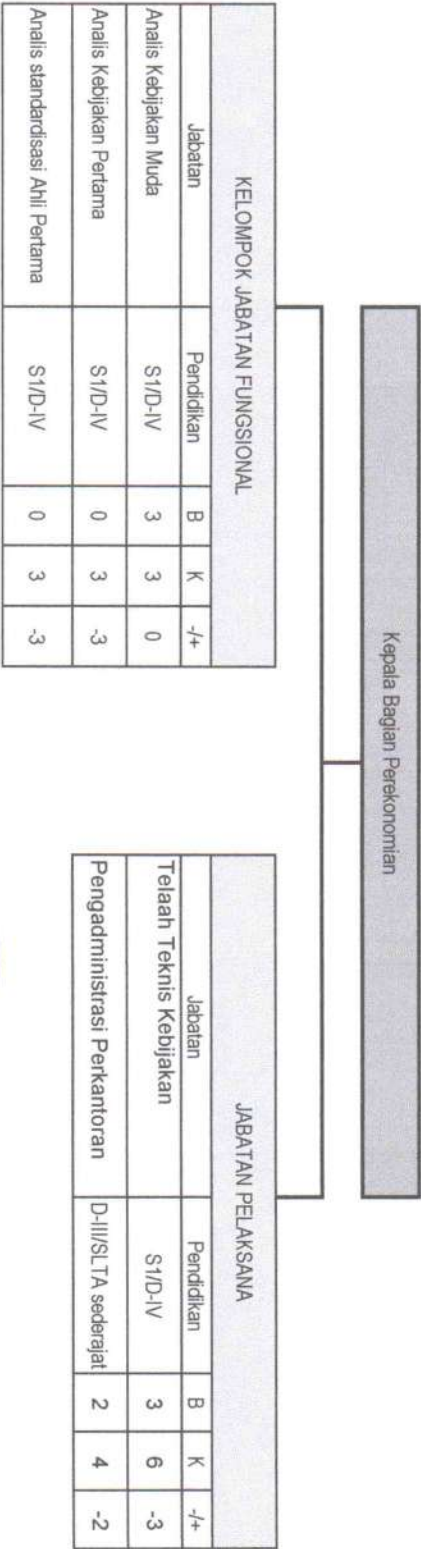 Kepala Bagian Perekonomian
KELOMPOK JABATAN FUNGSIONAL
Jabatan Pendidikan B K -/+
Analis Kebijakan Muda S1/D-IV 3 3 0
Analis Kebijakan Pertama S1/D-IV 0 3 -3
Analis standardisasi Ahli Pertama S1/D-IV 0 3 -3
JABATAN PELAKSANA
Jabatan Pendidikan B K -/+
Telaah Teknis Kebijakan S1/D-IV 3 6 -3
Pengadministrasi Perkantoran D-III/SLTA sederajat 2 4 -2